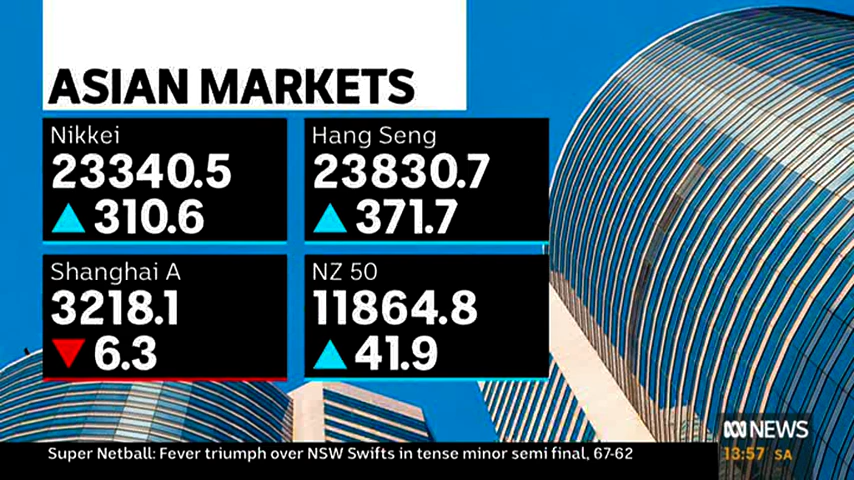 ASIAN MARKETS
Nikkei
23340.5
▲ 310.6
Hang Seng
23830.7
▲ 371.7
Shanghai A
3218.1
▼ 6.3
NZ 50
11864.8
▲ 41.9
NEWS
Super Netball: Fever triumph over NSW Swifts in tense minor semi final, 67-62
13:57 SA